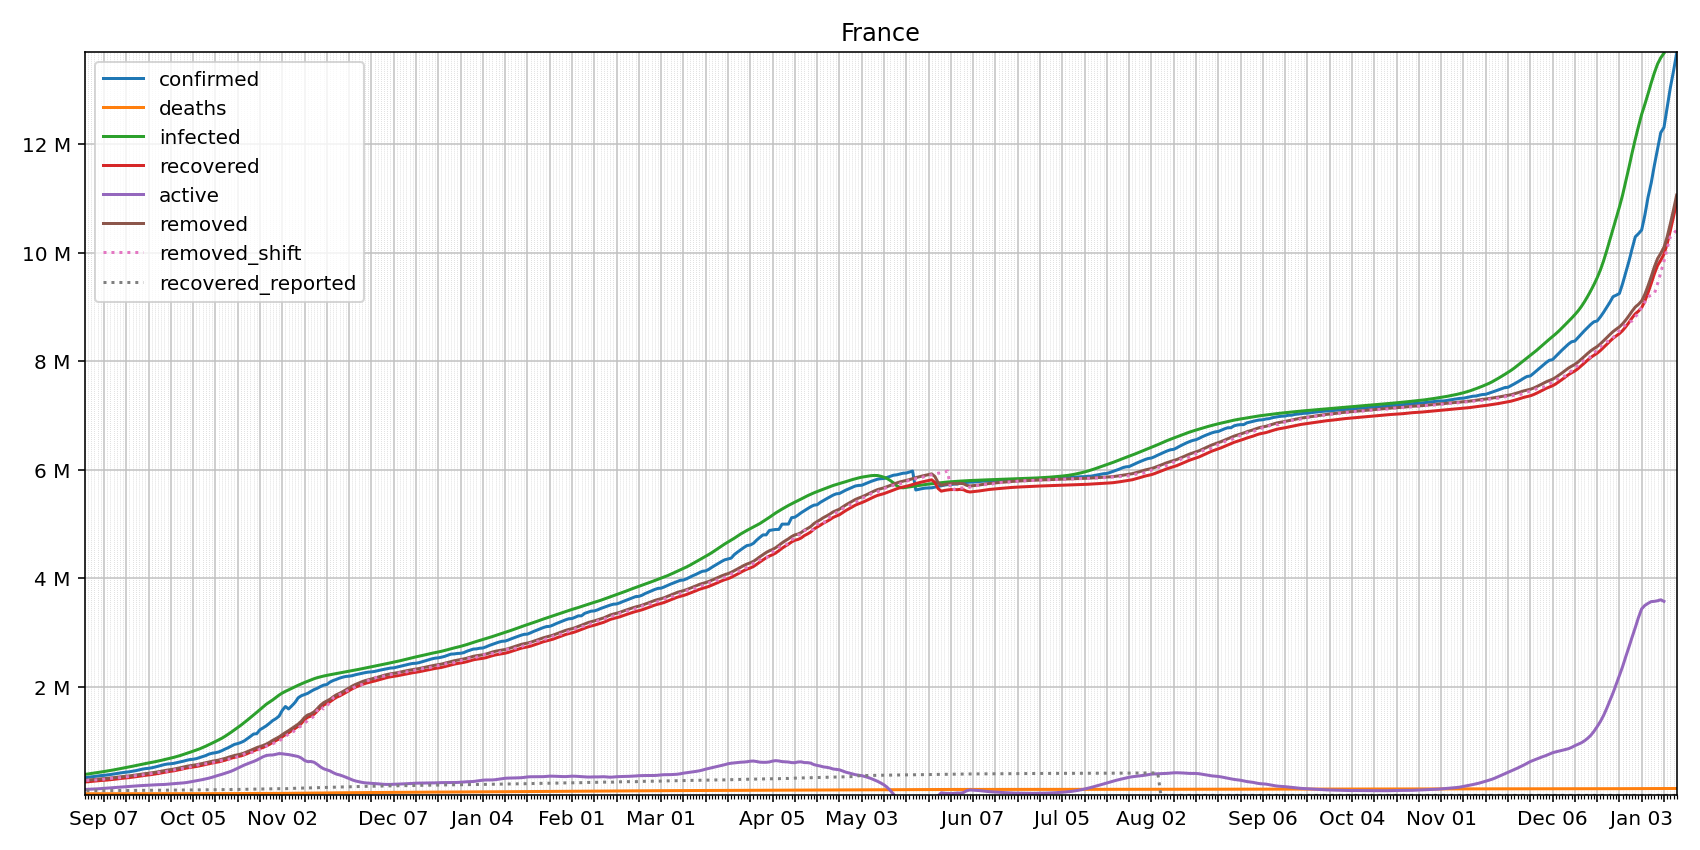 France
confirmed
deaths
infected
recovered
active
removed
removed_shift
recovered_reported
12 M
10 M
8 M
6 M
4 M
2 M
Sep 07 Oct 05 Nov 02 Dec 07 Jan 04 Feb 01 Mar 01 Apr 05 May 03 Jun 07 Jul 05 Aug 02 Sep 06 Oct 04 Nov 01 Dec 06 Jan 03